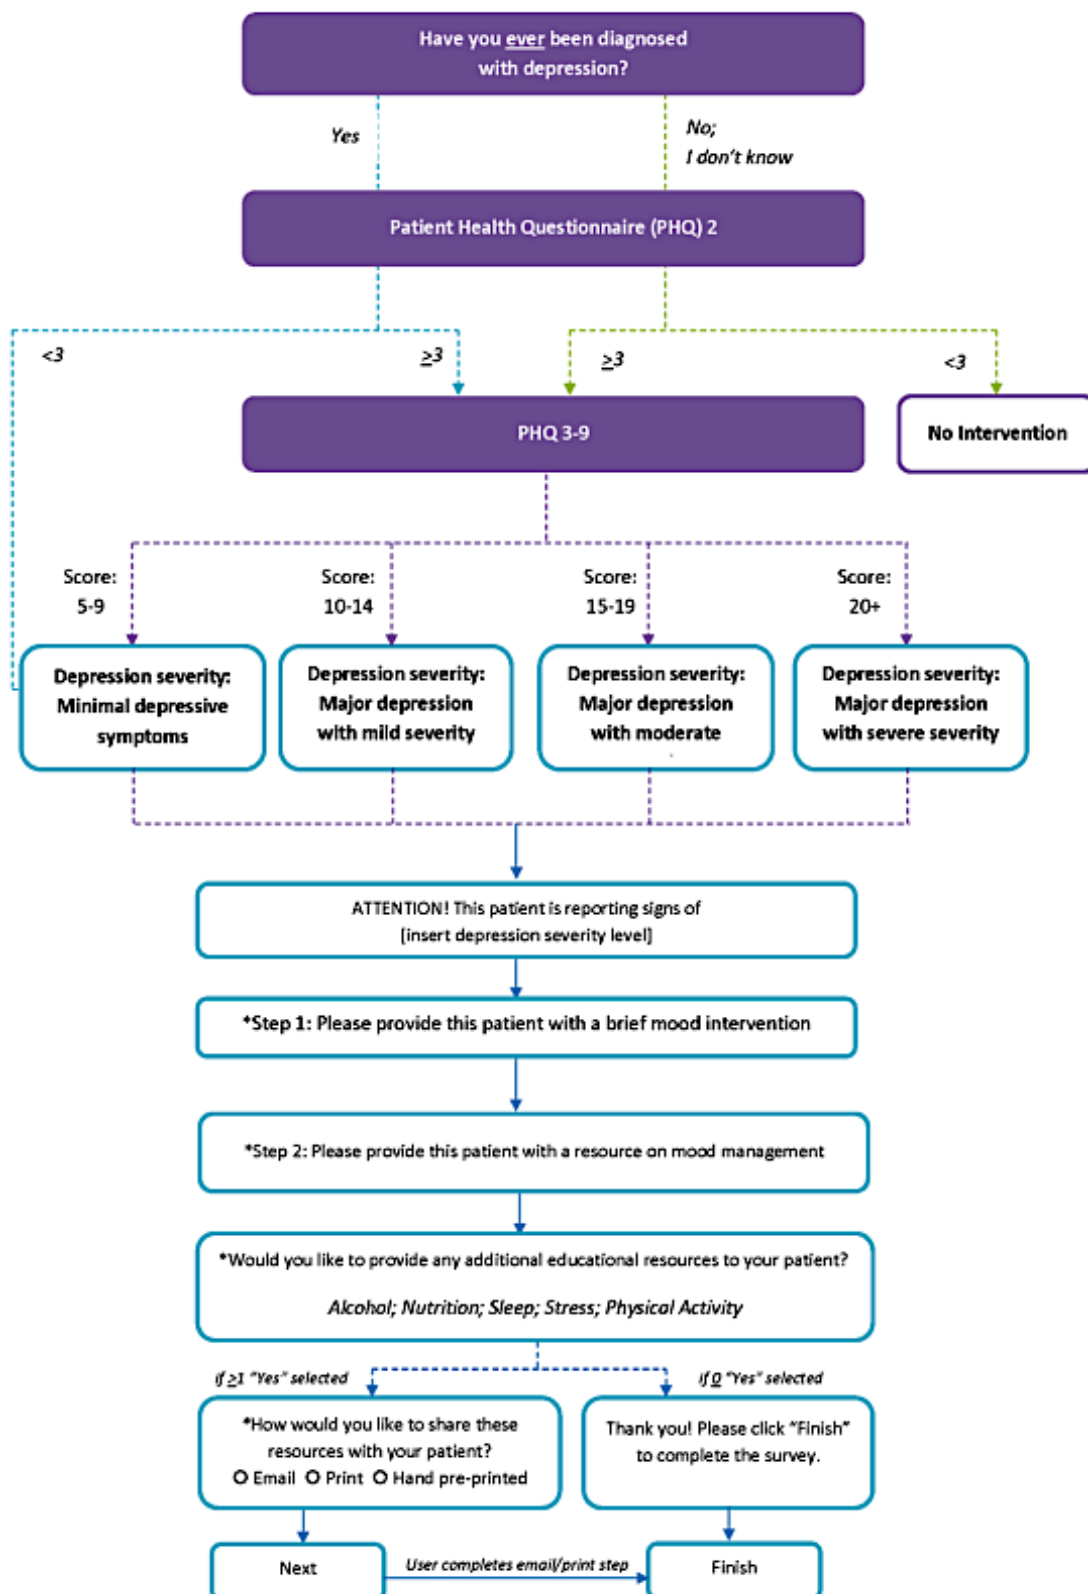 Have you ever been diagnosed
with depression?
Yes
No;
I don't know
Patient Health Questionnaire (PHQ) 2
<3
≥3
≥3
<3
PHQ 3-9
No Intervention
Score:
5-9
Score:
10-14
Score:
15-19
Score:
20+
Depression severity:
Minimal depressive
symptoms
Depression severity:
Major depression
with mild severity
Depression severity:
Major depression
with moderate
Depression severity:
Major depression
with severe severity
ATTENTION! This patient is reporting signs of
[insert depression severity level]
*Step 1: Please provide this patient with a brief mood intervention
*Step 2: Please provide this patient with a resource on mood management
*Would you like to provide any additional educational resources to your patient?
Alcohol; Nutrition; Sleep; Stress; Physical Activity
if ≥1 "Yes" selected
if 0 "Yes" selected
*How would you like to share these
resources with your patient?
O Email O Print O Hand pre-printed
Thank you! Please click "Finish"
to complete the survey.
Next
User completes email/print step
Finish